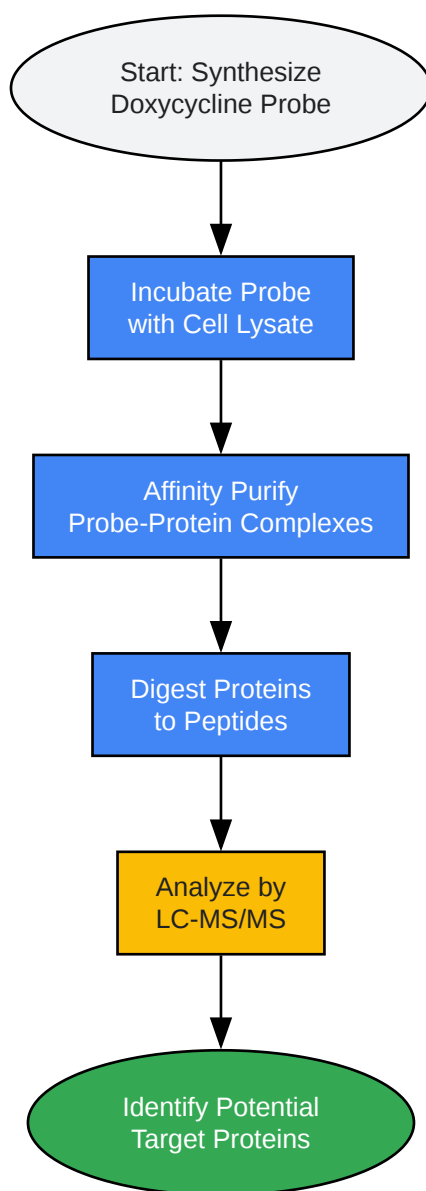 Start: Synthesize
Doxycycline Probe
Incubate Probe
with Cell Lysate
Affinity Purify
Probe-Protein Complexes
Digest Proteins
to Peptides
Analyze by
LC-MS/MS
Identify Potential
Target Proteins